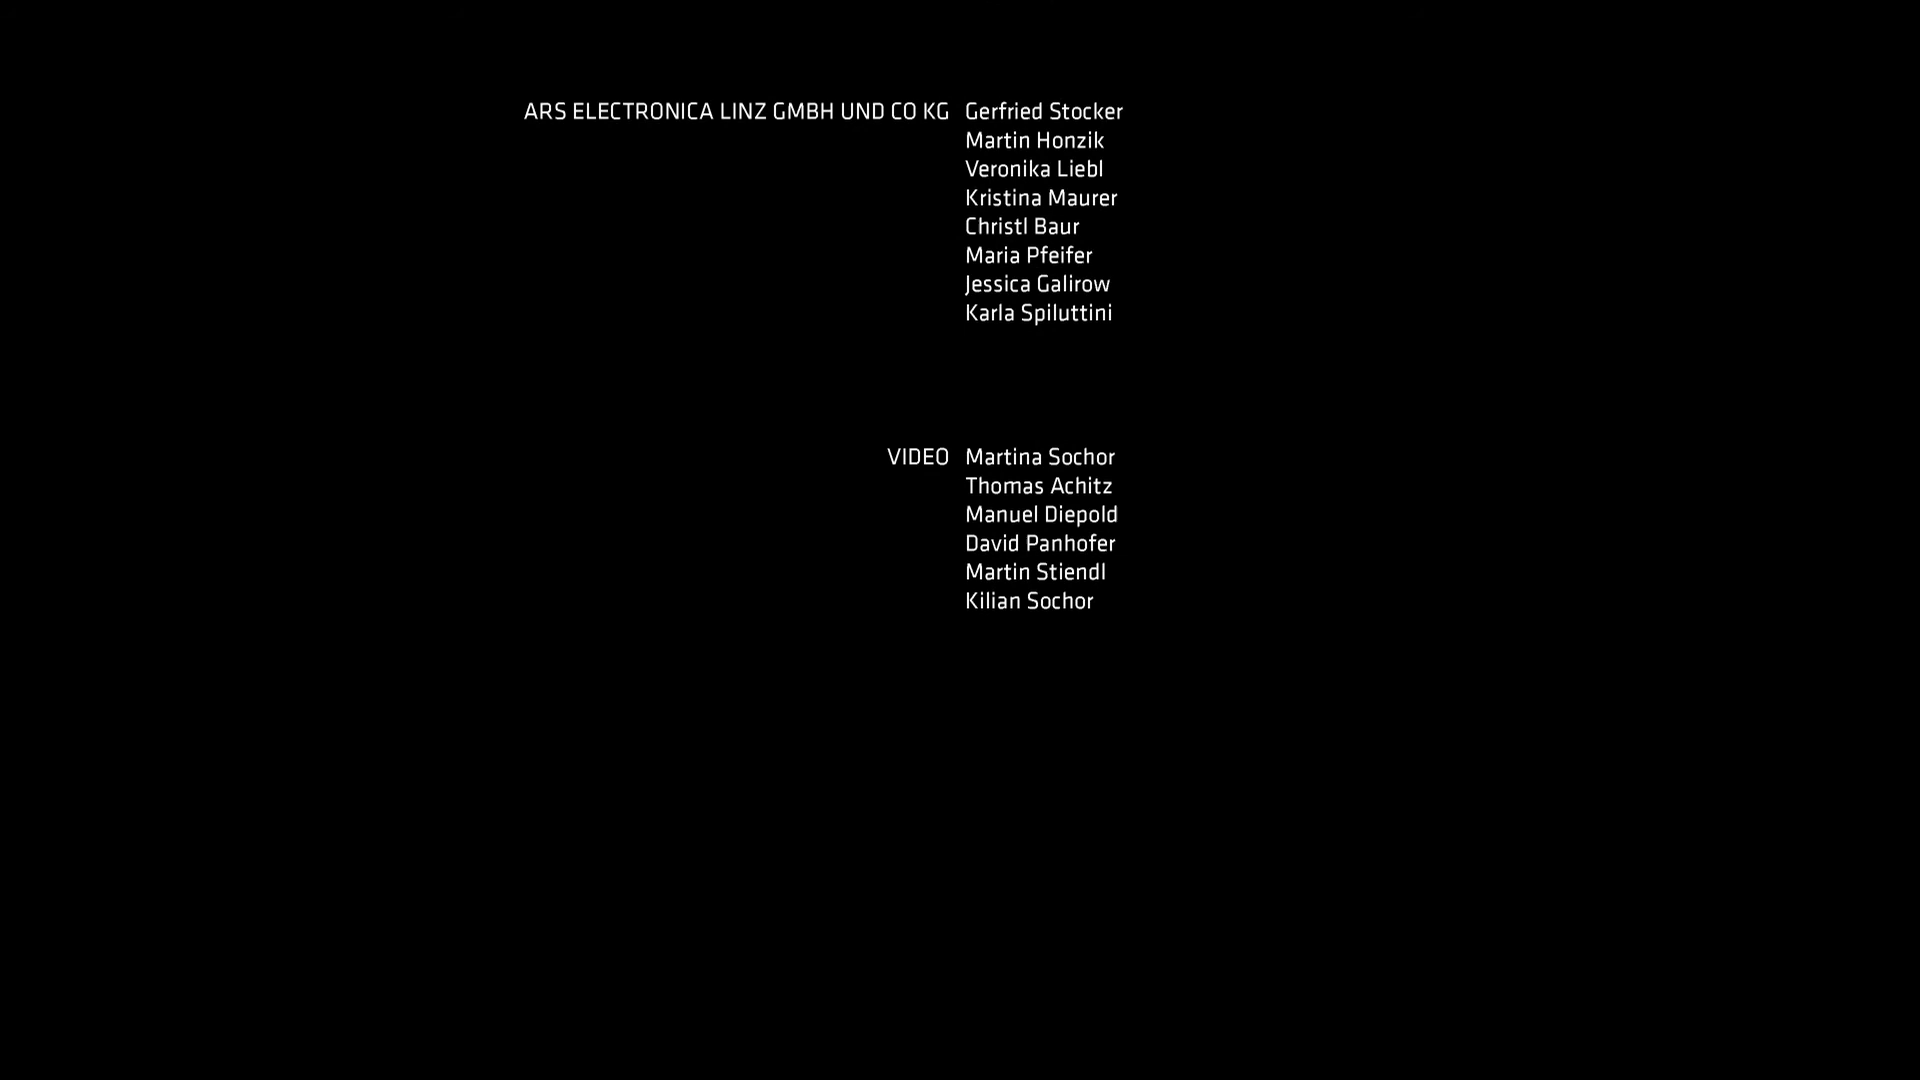 ARS ELECTRONICA LINZ GMBH UND CO KG Gerfried Stocker
Martin Honzik
Veronika Liebl
Kristina Maurer
Christl Baur
Maria Pfeifer
Jessica Galirow
Karla Spiluttini
VIDEO Martina Sochor
Thomas Achitz
Manuel Diepold
David Panhofer
Martin Stiendl
Kilian Sochor